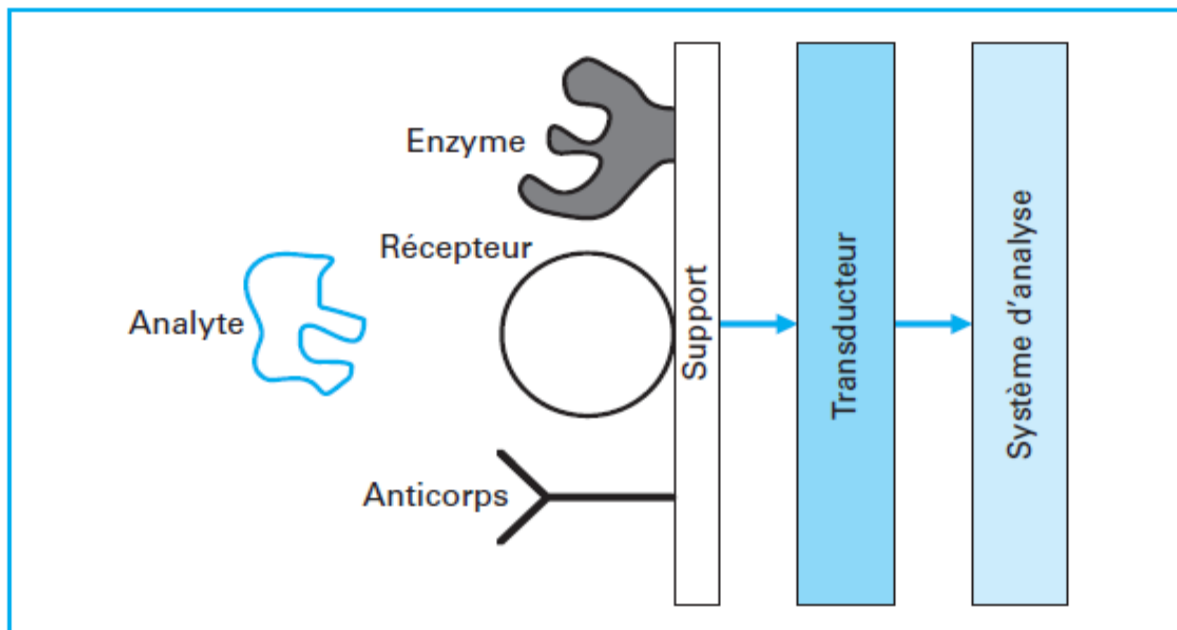 Enzyme
Récepteur
Analyte
Anticorps
Support
Transducteur
Système d'analyse